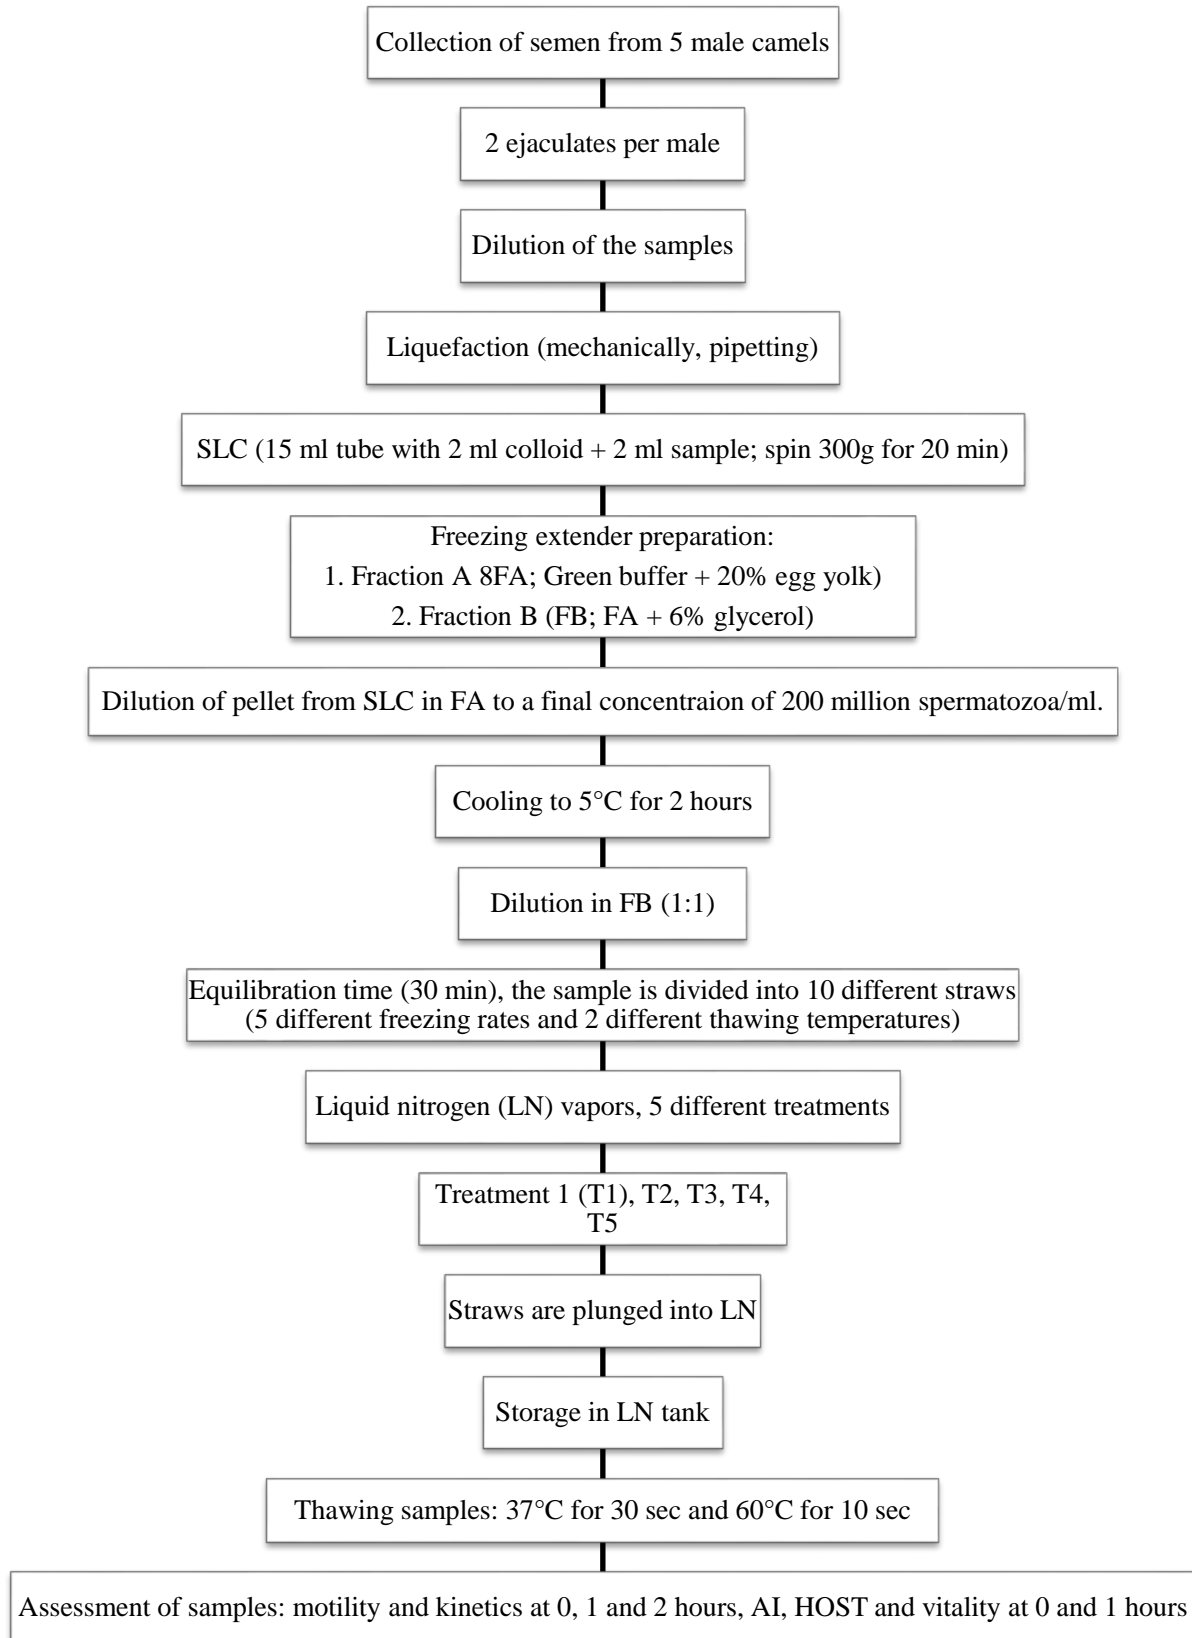 Collection of semen from 5 male camels
2 ejaculates per male
Dilution of the samples
Liquefaction (mechanically, pipetting)
SLC (15 ml tube with 2 ml colloid + 2 ml sample; spin 300g for 20 min)
Freezing extender preparation:
1. Fraction A 8FA; Green buffer + 20% egg yolk)
2. Fraction B (FB; FA + 6% glycerol)
Dilution of pellet from SLC in FA to a final concentraion of 200 million spermatozoa/ml.
Cooling to 5°C for 2 hours
Dilution in FB (1:1)
Equilibration time (30 min), the sample is divided into 10 different straws
(5 different freezing rates and 2 different thawing temperatures)
Liquid nitrogen (LN) vapors, 5 different treatments
Treatment 1 (T1), T2, T3, T4,
T5
Straws are plunged into LN
Storage in LN tank
Thawing samples: 37°C for 30 sec and 60°C for 10 sec
Assessment of samples: motility and kinetics at 0, 1 and 2 hours, AI, HOST and vitality at 0 and 1 hours